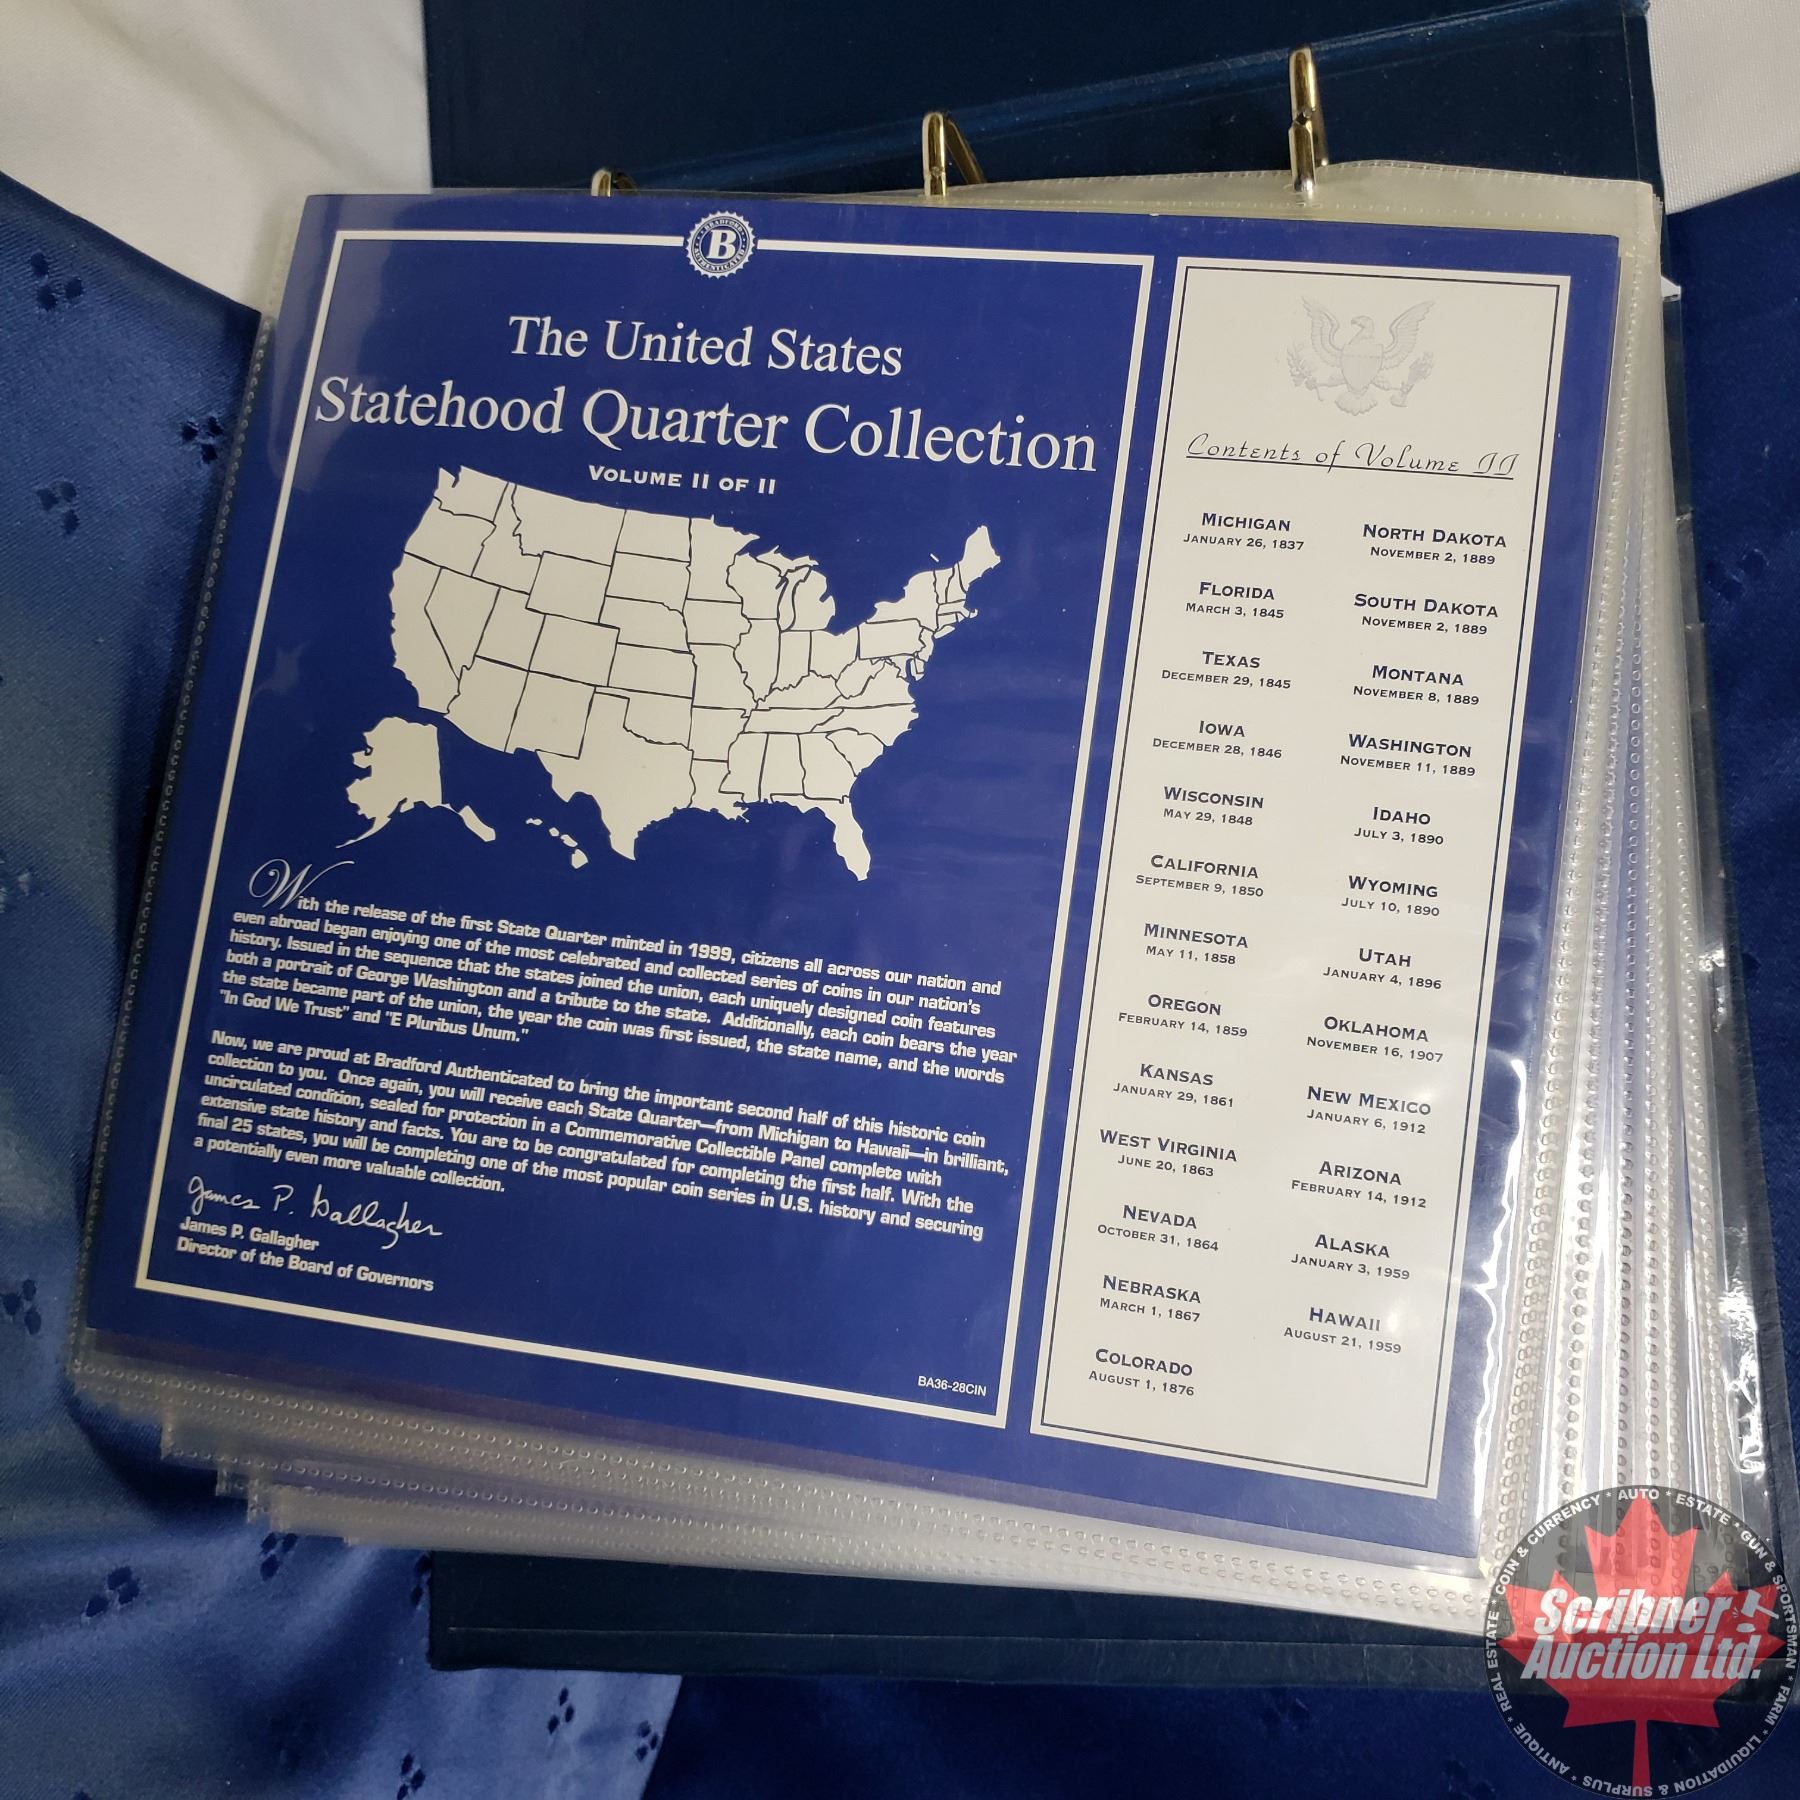 BRADFORD
B
AUTHENTICATED
The United States
Statehood Quarter Collection
VOLUME II OF II
With the release of the first State Quarter minted in 1999, citizens all across our nation and
even abroad began enjoying one of the most celebrated and collected series of coins in our nation's
history. Issued in the sequence that the states joined the union, each uniquely designed coin features
both a portrait of George Washington and a tribute to the state. Additionally, each coin bears the year
the state became part of the union, the year the coin was first issued, the state name, and the words
"In God We Trust" and "E Pluribus Unum."
Now, we are proud at Bradford Authenticated to bring the important second half of this historic coin
collection to you. Once again, you will receive each State Quarter—from Michigan to Hawaii—in brilliant,
uncirculated condition, sealed for protection in a Commemorative Collectible Panel complete with
extensive state history and facts. You are to be congratulated for completing the first half. With the
final 25 states, you will be completing one of the most popular coin series in U.S. history and securing
a potentially even more valuable collection.
James P. Gallagher
James P. Gallagher
Director of the Board of Governors
BA36-28CIN
Contents of Volume II
MICHIGAN
JANUARY 26, 1837
FLORIDA
MARCH 3, 1845
TEXAS
DECEMBER 29, 1845
IOWA
DECEMBER 28, 1846
WISCONSIN
MAY 29, 1848
CALIFORNIA
SEPTEMBER 9, 1850
MINNESOTA
MAY 11, 1858
OREGON
FEBRUARY 14, 1859
KANSAS
JANUARY 29, 1861
WEST VIRGINIA
JUNE 20, 1863
NEVADA
OCTOBER 31, 1864
NEBRASKA
MARCH 1, 1867
COLORADO
AUGUST 1, 1876
NORTH DAKOTA
NOVEMBER 2, 1889
SOUTH DAKOTA
NOVEMBER 2, 1889
MONTANA
NOVEMBER 8, 1889
WASHINGTON
NOVEMBER 11, 1889
IDAHO
JULY 3, 1890
WYOMING
JULY 10, 1890
UTAH
JANUARY 4, 1896
OKLAHOMA
NOVEMBER 16, 1907
NEW MEXICO
JANUARY 6, 1912
ARIZONA
FEBRUARY 14, 1912
ALASKA
JANUARY 3, 1959
HAWAII
AUGUST 21, 1959
Scribner
Auction Ltd.
ANTIQUE * REAL ESTATE * COIN & CURRENCY * AUTO * ESTATE * GUN & SPORTSMAN * FARM * LIQUIDATION & SURPLUS *